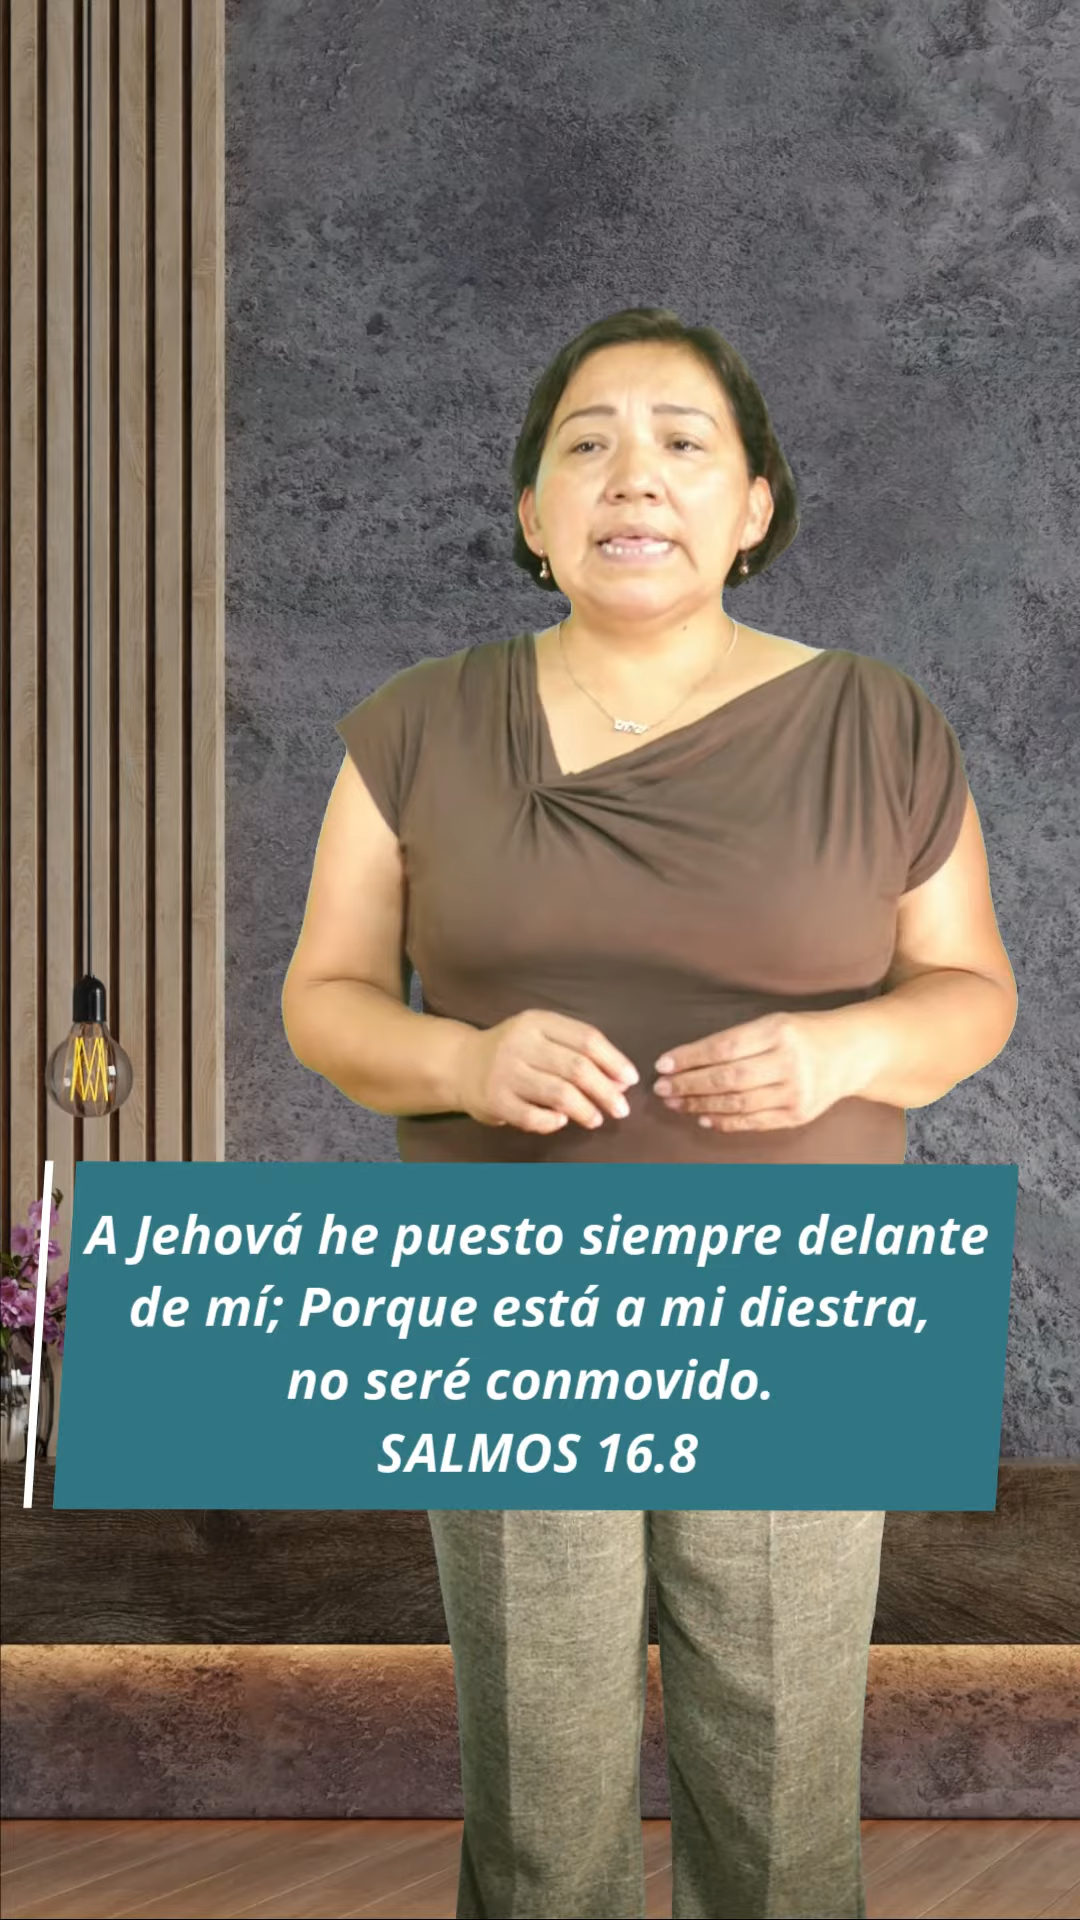 A Jehová he puesto siempre delante
de mí; Porque está a mi diestra,
no seré conmovido.
SALMOS 16.8